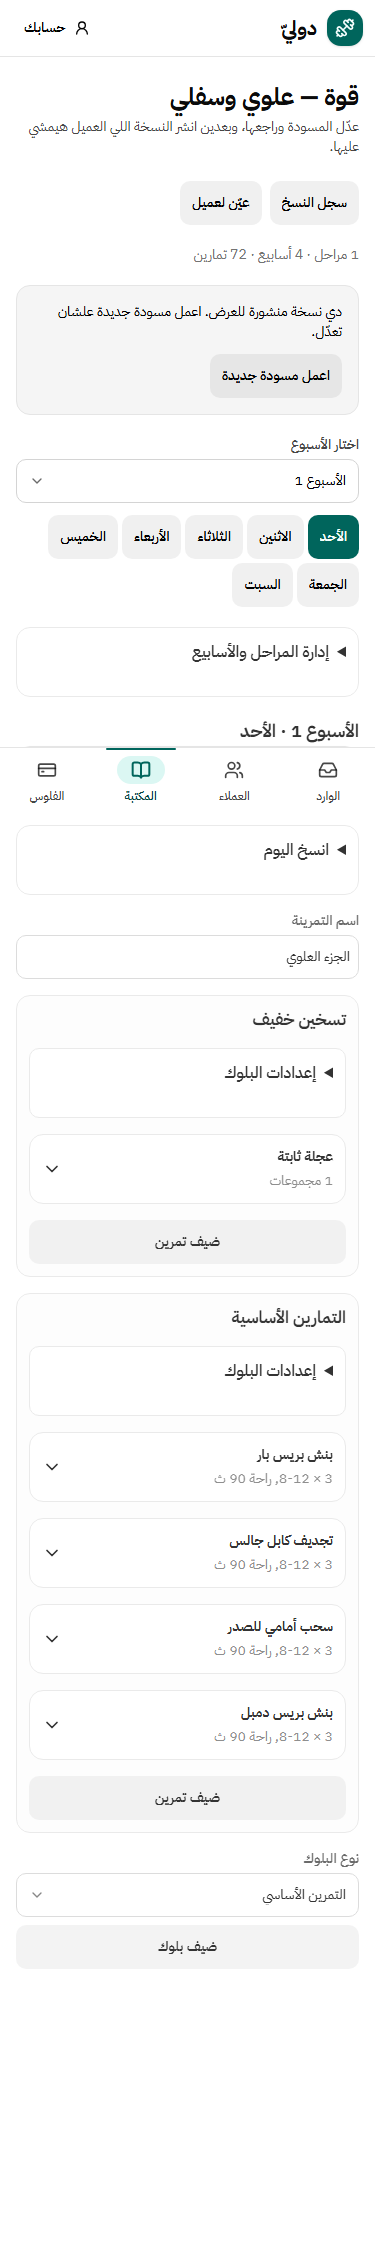 دوليّ
حسابك
قوة — علوي وسفلي
عدّل المسودة وراجعها، وبعدين انشر النسخة اللي العميل هيمشي
عليها.
سجل النسخ
عيّن لعميل
1 مراحل · 4 أسابيع · 72 تمارين
دي نسخة منشورة للعرض. اعمل مسودة جديدة علشان
تعدّل.
اعمل مسودة جديدة
اختار الأسبوع
الأسبوع 1
الأحد
الاثنين
الثلاثاء
الأربعاء
الخميس
الجمعة
السبت
إدارة المراحل والأسابيع
الأسبوع 1 · الأحد
الوارد
العملاء
المكتبة
الفلوس
انسخ اليوم
اسم التمرينة
الجزء العلوي
تسخين خفيف
إعدادات البلوك
عجلة ثابتة
1 مجموعات
ضيف تمرين
التمارين الأساسية
إعدادات البلوك
بنش بريس بار
3 × 8-12, راحة 90 ث
تجديف كابل جالس
3 × 8-12, راحة 90 ث
سحب أمامي للصدر
3 × 8-12, راحة 90 ث
بنش بريس دمبل
3 × 8-12, راحة 90 ث
ضيف تمرين
نوع البلوك
التمرين الأساسي
ضيف بلوك